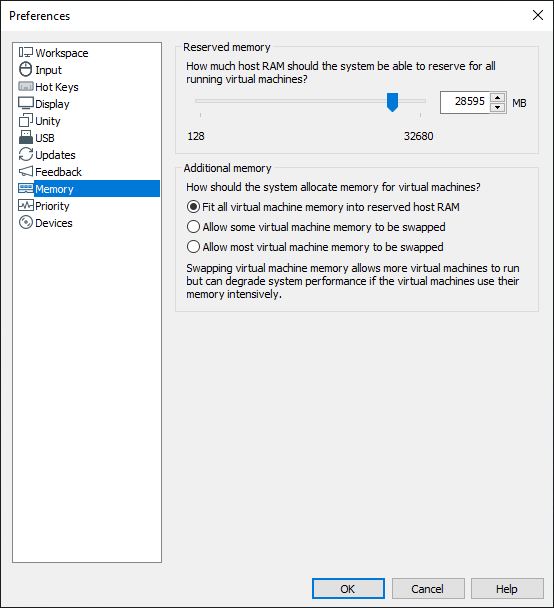 Preferences
Workspace
Input
Hot Keys
Display
Unity
USB
Updates
Feedback
Memory
Priority
Devices
Reserved memory
How much host RAM should the system be able to reserve for all
running virtual machines?
28595 MB
128 32680
Additional memory
How should the system allocate memory for virtual machines?
Fit all virtual machine memory into reserved host RAM
Allow some virtual machine memory to be swapped
Allow most virtual machine memory to be swapped
Swapping virtual machine memory allows more virtual machines to run
but can degrade system performance if the virtual machines use their
memory intensively.
OK Cancel Help